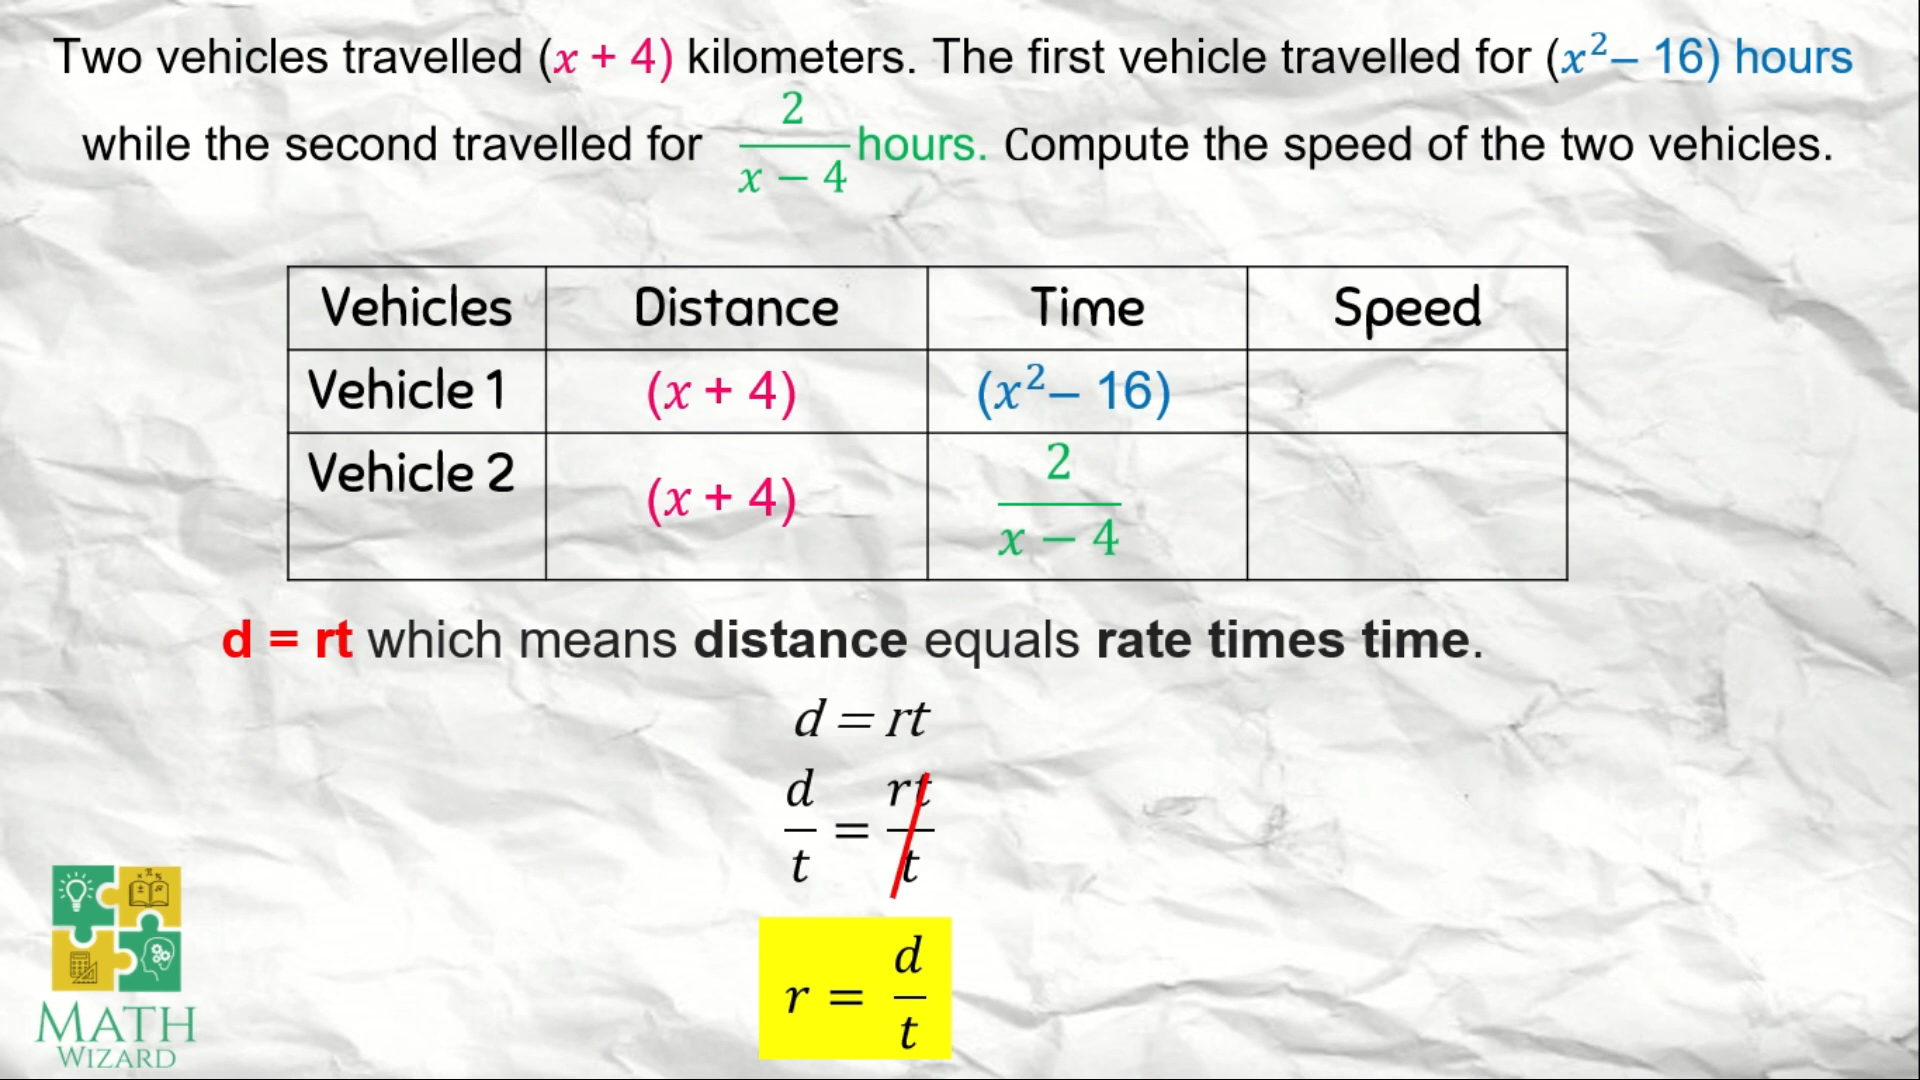 Two vehicles travelled (x + 4) kilometers. The first vehicle travelled for (x² – 16) hours
while the second travelled for 2/(x − 4) hours. Compute the speed of the two vehicles.
Vehicles Distance Time Speed
Vehicle 1 (x + 4) (x² – 16)
Vehicle 2 (x + 4) 2/(x − 4)
d = rt which means distance equals rate times time.
d = rt
d/t = rt/t
r = d/t
MATH
WIZARD